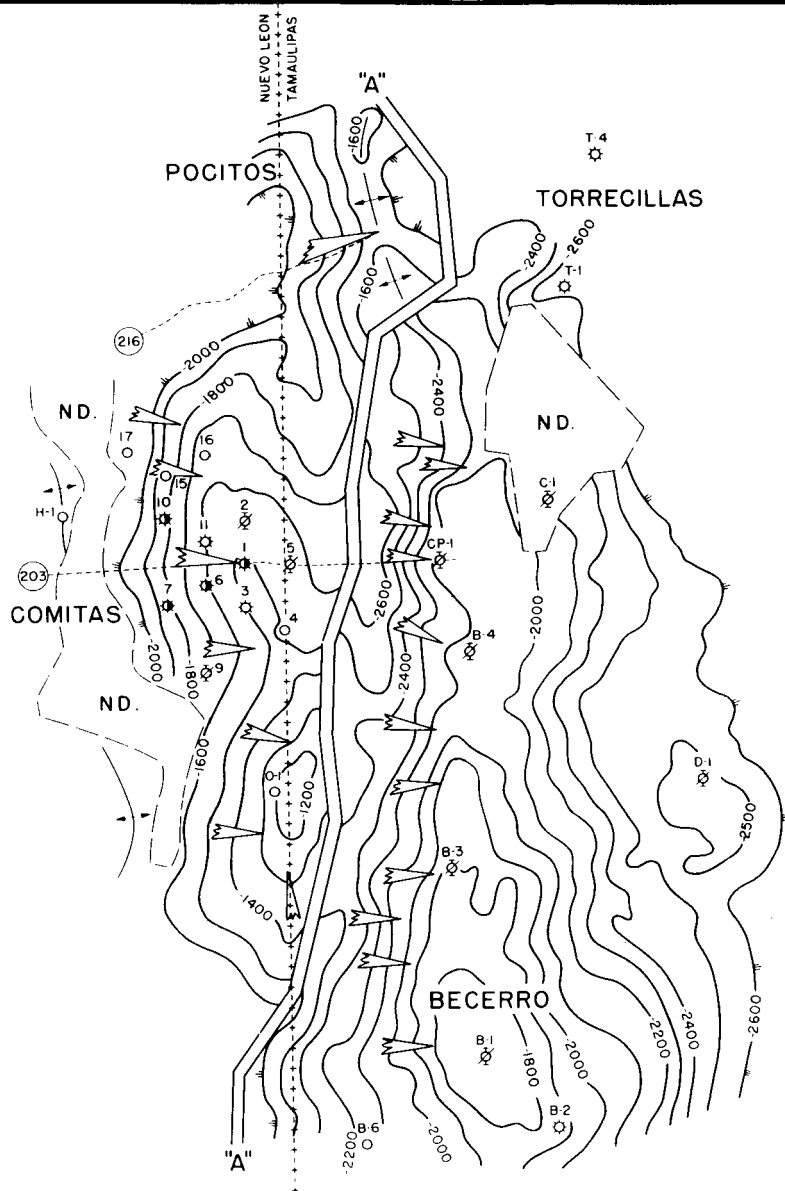 NUEVO LEON
TAMAULIPAS
"A"
T-4
POCITOS
TORRECILLAS
-1600
-2400
-2600
T-1
-1600
216
-2000
-1800
-2400
N.D.
N.D.
17
16
15
C-1
H-1
10
2
11
1
5
CP-1
203
6
-2600
7
3
COMITAS
4
-2000
B-4
-2000
-1800
9
-2400
N.D.
-1600
D-1
O-1
-1200
-2500
B-3
-1400
BECERRO
-2600
-2400
-2200
B-1
-1800
-2000
B-2
B-6
-2200
-2000
"A"